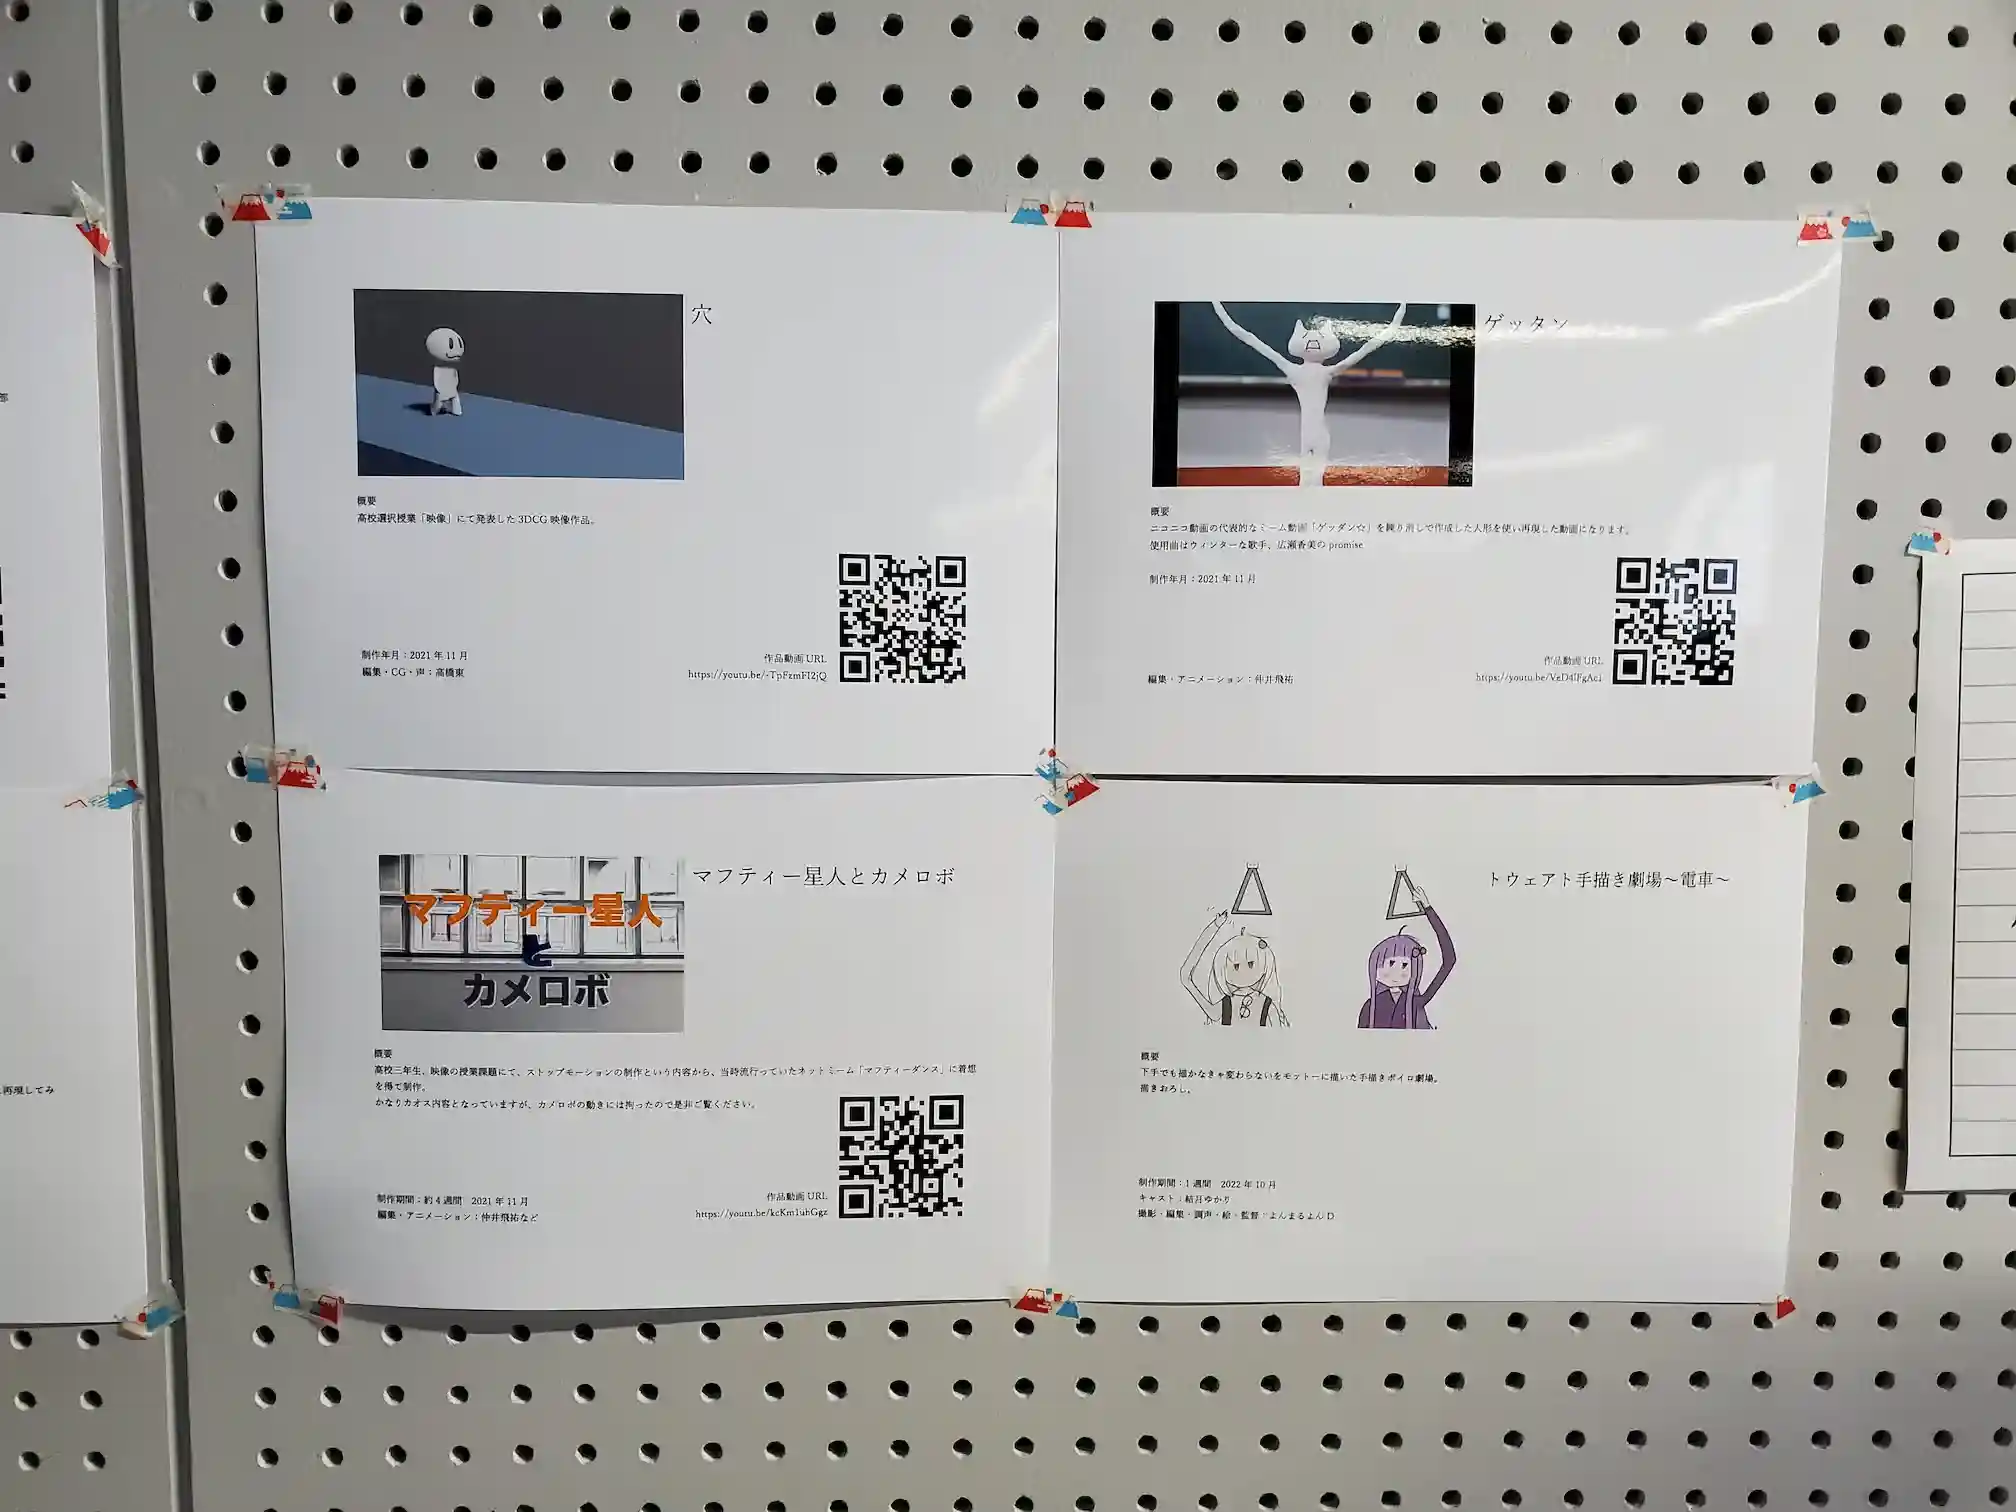 部
再現してみ
穴
概要
高校選択授業「映像」にて発表した3DCG映像作品。
制作年月：2021年11月
編集・CG・声：高橋東
作品動画URL
https://youtu.be/-TpFzmFI2jQ
ゲッタン
概要
ニコニコ動画の代表的なミーム動画「ゲッダン☆」を練り消しで作成した人形を使い再現した動画になります。
使用曲はウィンターな歌手、広瀬香美のpromise
制作年月：2021年11月
編集・アニメーション：仲井飛祐
作品動画URL
マフティー星人とカメロボ
マフティー星人
と
カメロボ
概要
高校三年生、映像の授業課題にて、ストップモーションの制作という内容から、当時流行っていたネットミーム「マフティーダンス」に着想
を得て制作。
かなりカオス内容となっていますが、カメロボの動きには拘ったので是非ご覧ください。
制作期間：約4週間　2021年11月
編集・アニメーション：仲井飛祐など
作品動画URL
https://youtu.be/kcKm1uhGgz
トウェアト手描き劇場～電車～
概要
下手でも細かなきゃ変わらないをモットーに描いた手描きボイロ劇場。
描きおろし。
制作期間：1週間　2022年10月
キャスト：結月ゆかり
撮影・編集・調声・絵・監督：よんまるよんD